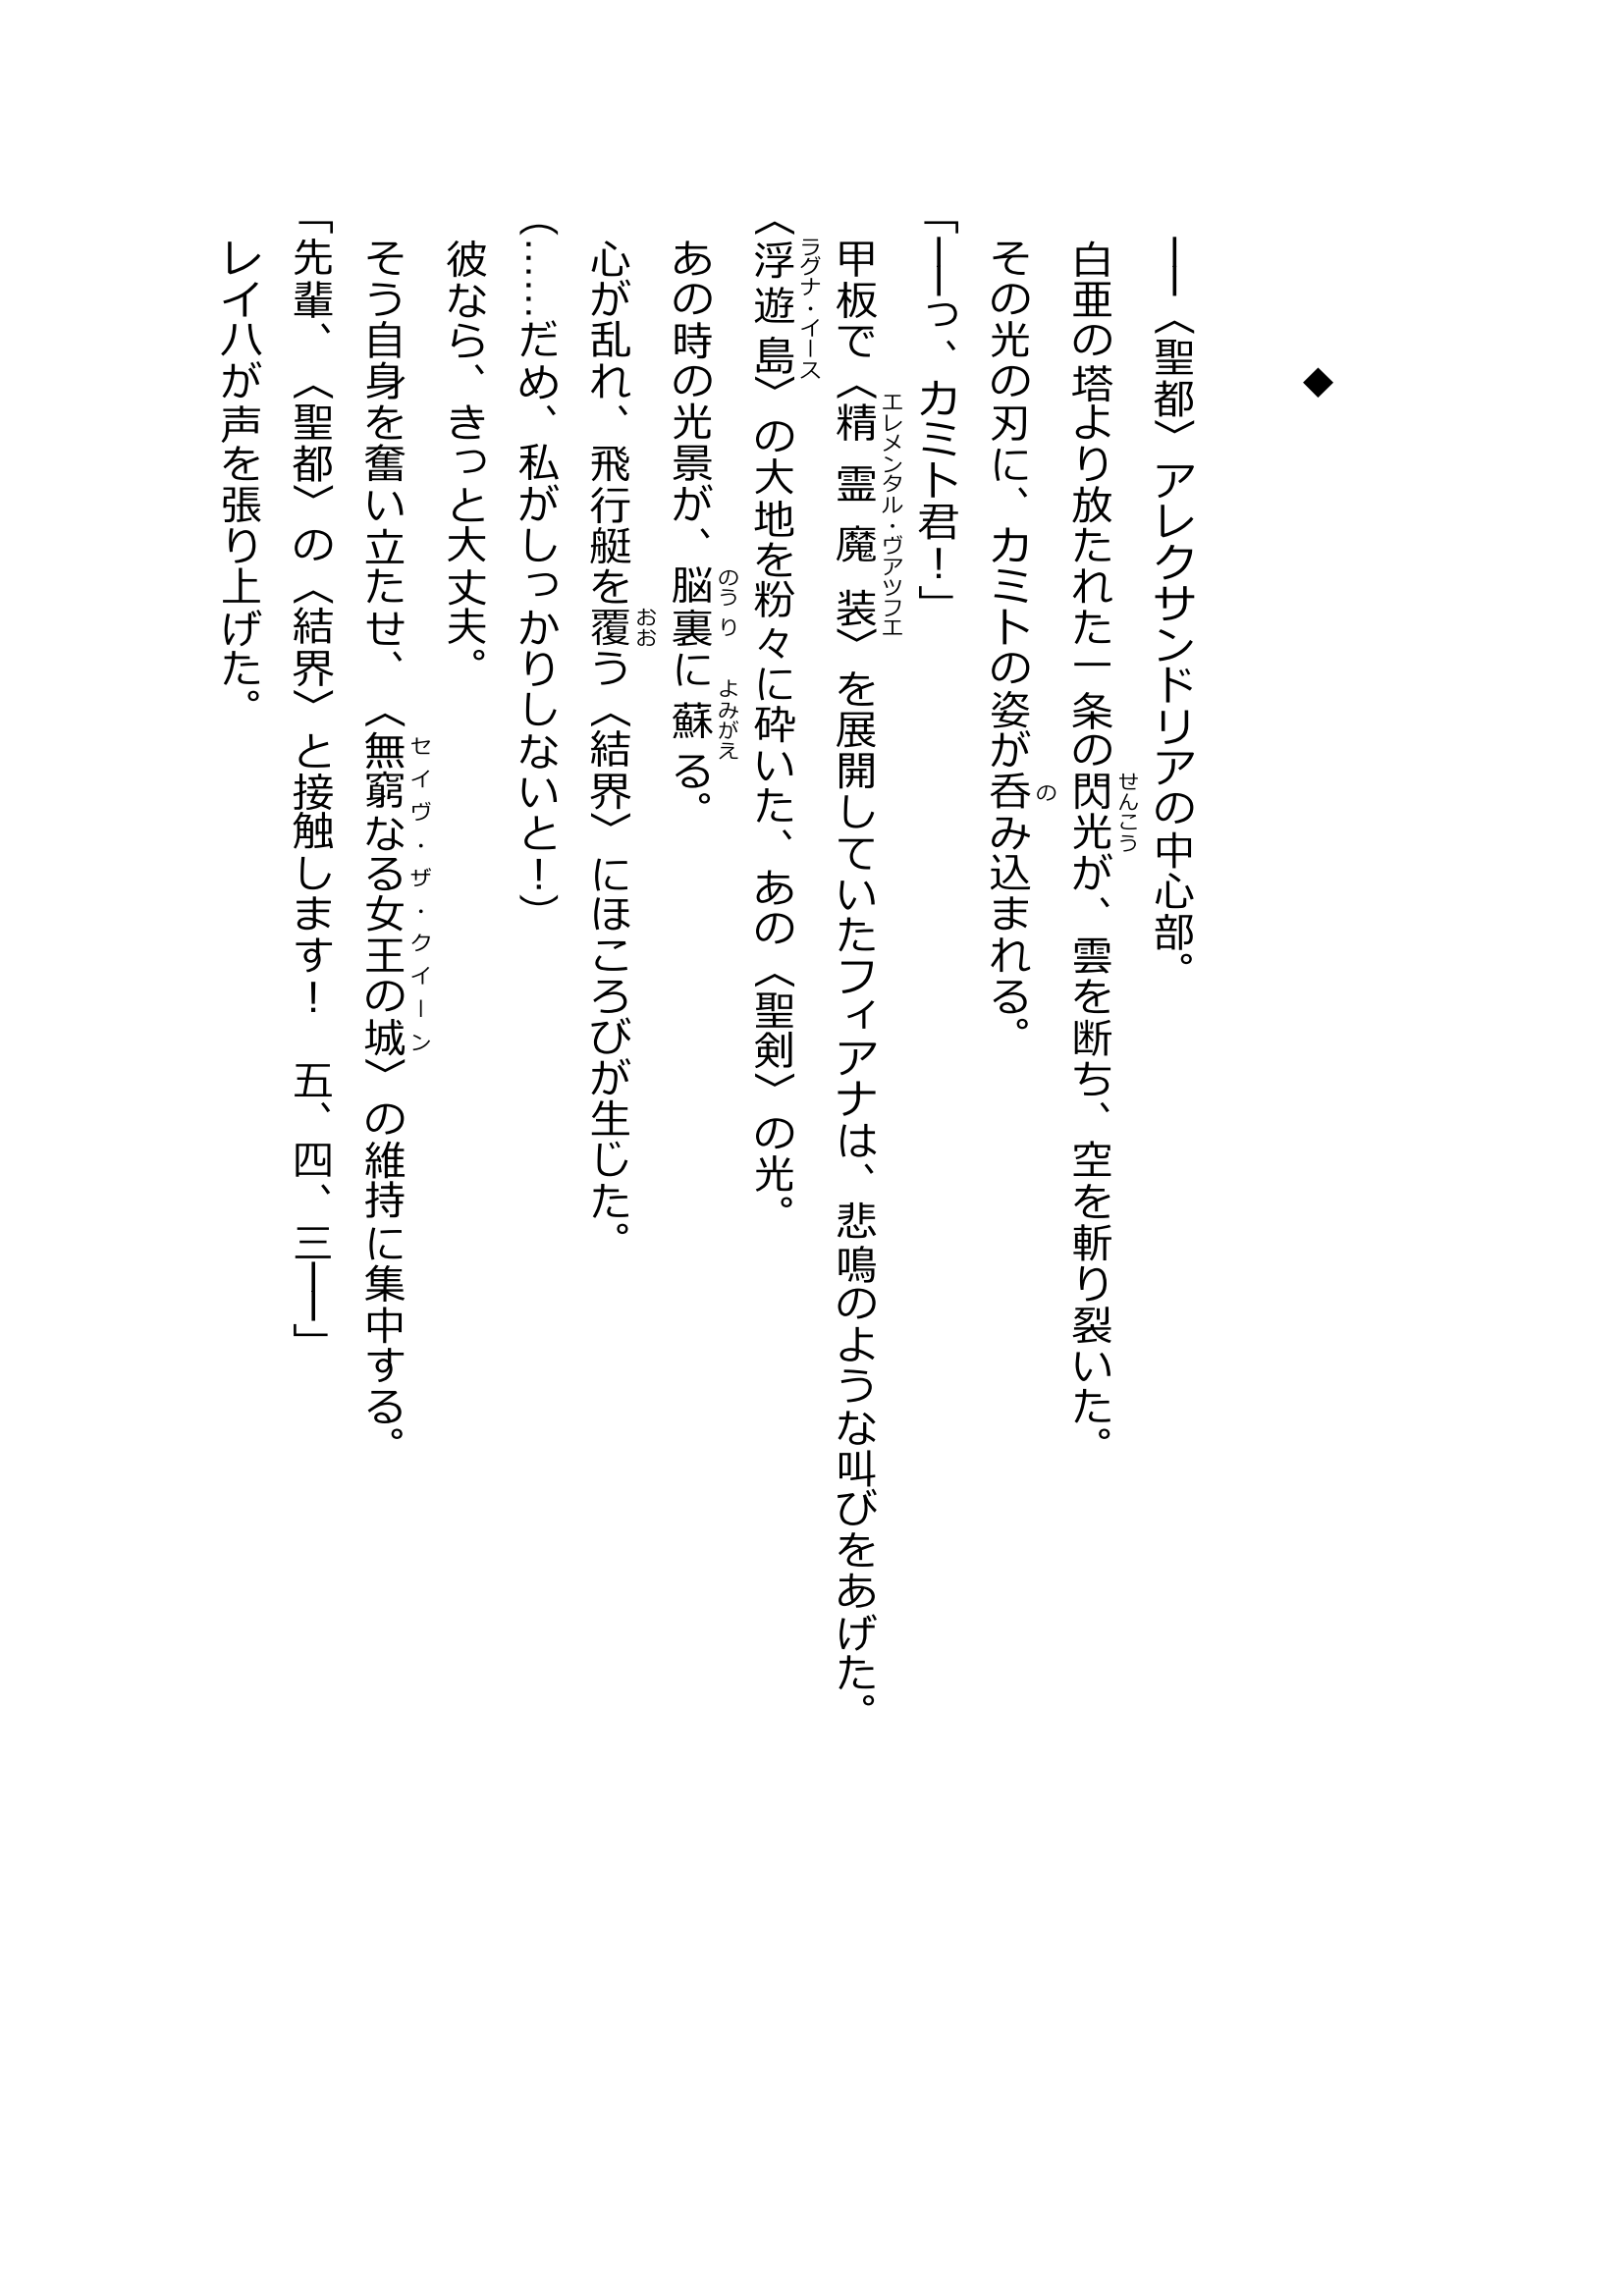 ◆
――〈聖都〉アレクサンドリアの中心部。
白亜の塔より放たれた一条の閃光が、雲を断ち、空を斬り裂いた。
その光の刃に、カミトの姿が呑み込まれる。
「――っ、カミト君！」
甲板で〈精霊魔装〉を展開していたフィアナは、悲鳴のような叫びをあげた。
〈浮遊島〉の大地を粉々に砕いた、あの〈聖剣〉の光。
あの時の光景が、脳裏に蘇る。
心が乱れ、飛行艇を覆う〈結界〉にほころびが生じた。
（……だめ、私がしっかりしないと！）
彼なら、きっと大丈夫。
そう自身を奮い立たせ、〈無窮なる女王の城〉の維持に集中する。
「先輩、〈聖都〉の〈結界〉と接触します！　五、四、三――」
レイハが声を張り上げた。